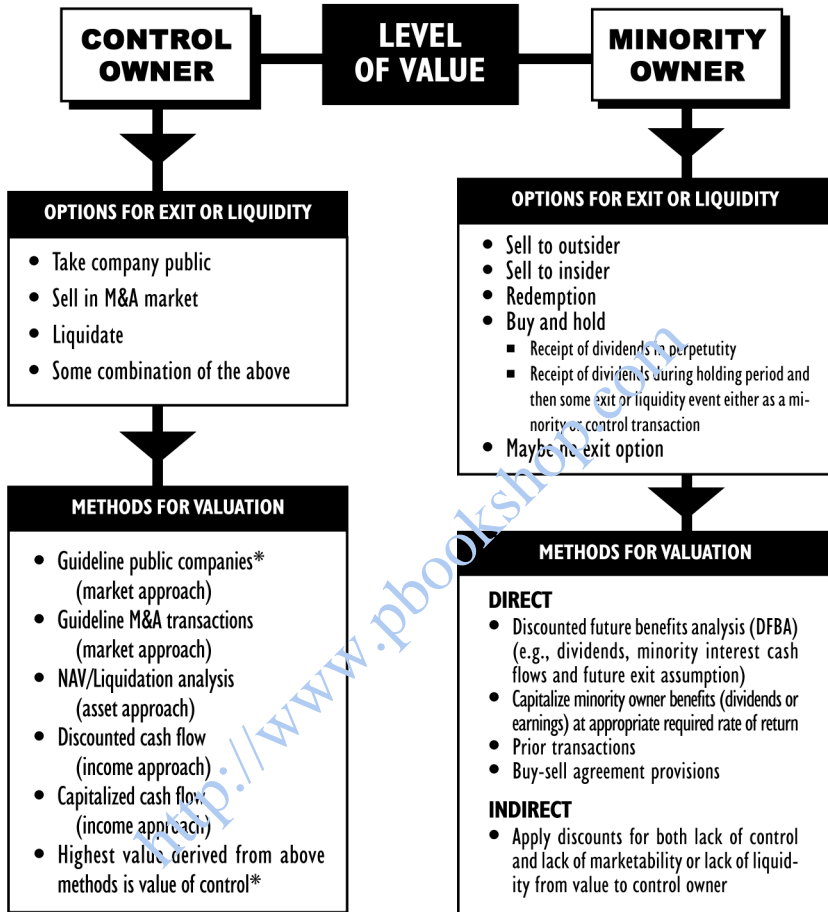 LEVEL
OF VALUE
CONTROL
OWNER
OPTIONS FOR EXIT OR LIQUIDITY
• Take company public
• Sell in M&A market
• Liquidate
• Some combination of the above
METHODS FOR VALUATION
• Guideline public companies*
(market approach)
• Guideline M&A transactions
(market approach)
• NAV/Liquidation analysis
(asset approach)
• Discounted cash flow
(income approach)
• Capitalized cash flow
(income approach)
• Highest value derived from above
methods is value of control*
MINORITY
OWNER
OPTIONS FOR EXIT OR LIQUIDITY
• Sell to outsider
• Sell to insider
• Redemption
• Buy and hold
▪ Receipt of dividends in perpetutity
▪ Receipt of dividends during holding period and
then some exit or liquidity event either as a mi-
nority or control transaction
• Maybe no exit option
METHODS FOR VALUATION
DIRECT
• Discounted future benefits analysis (DFBA)
(e.g., dividends, minority interest cash
flows and future exit assumption)
• Capitalize minority owner benefits (dividends or
earnings) at appropriate required rate of return
• Prior transactions
• Buy-sell agreement provisions
INDIRECT
• Apply discounts for both lack of control
and lack of marketability or lack of liquid-
ity from value to control owner
http://www.pbookshop.com